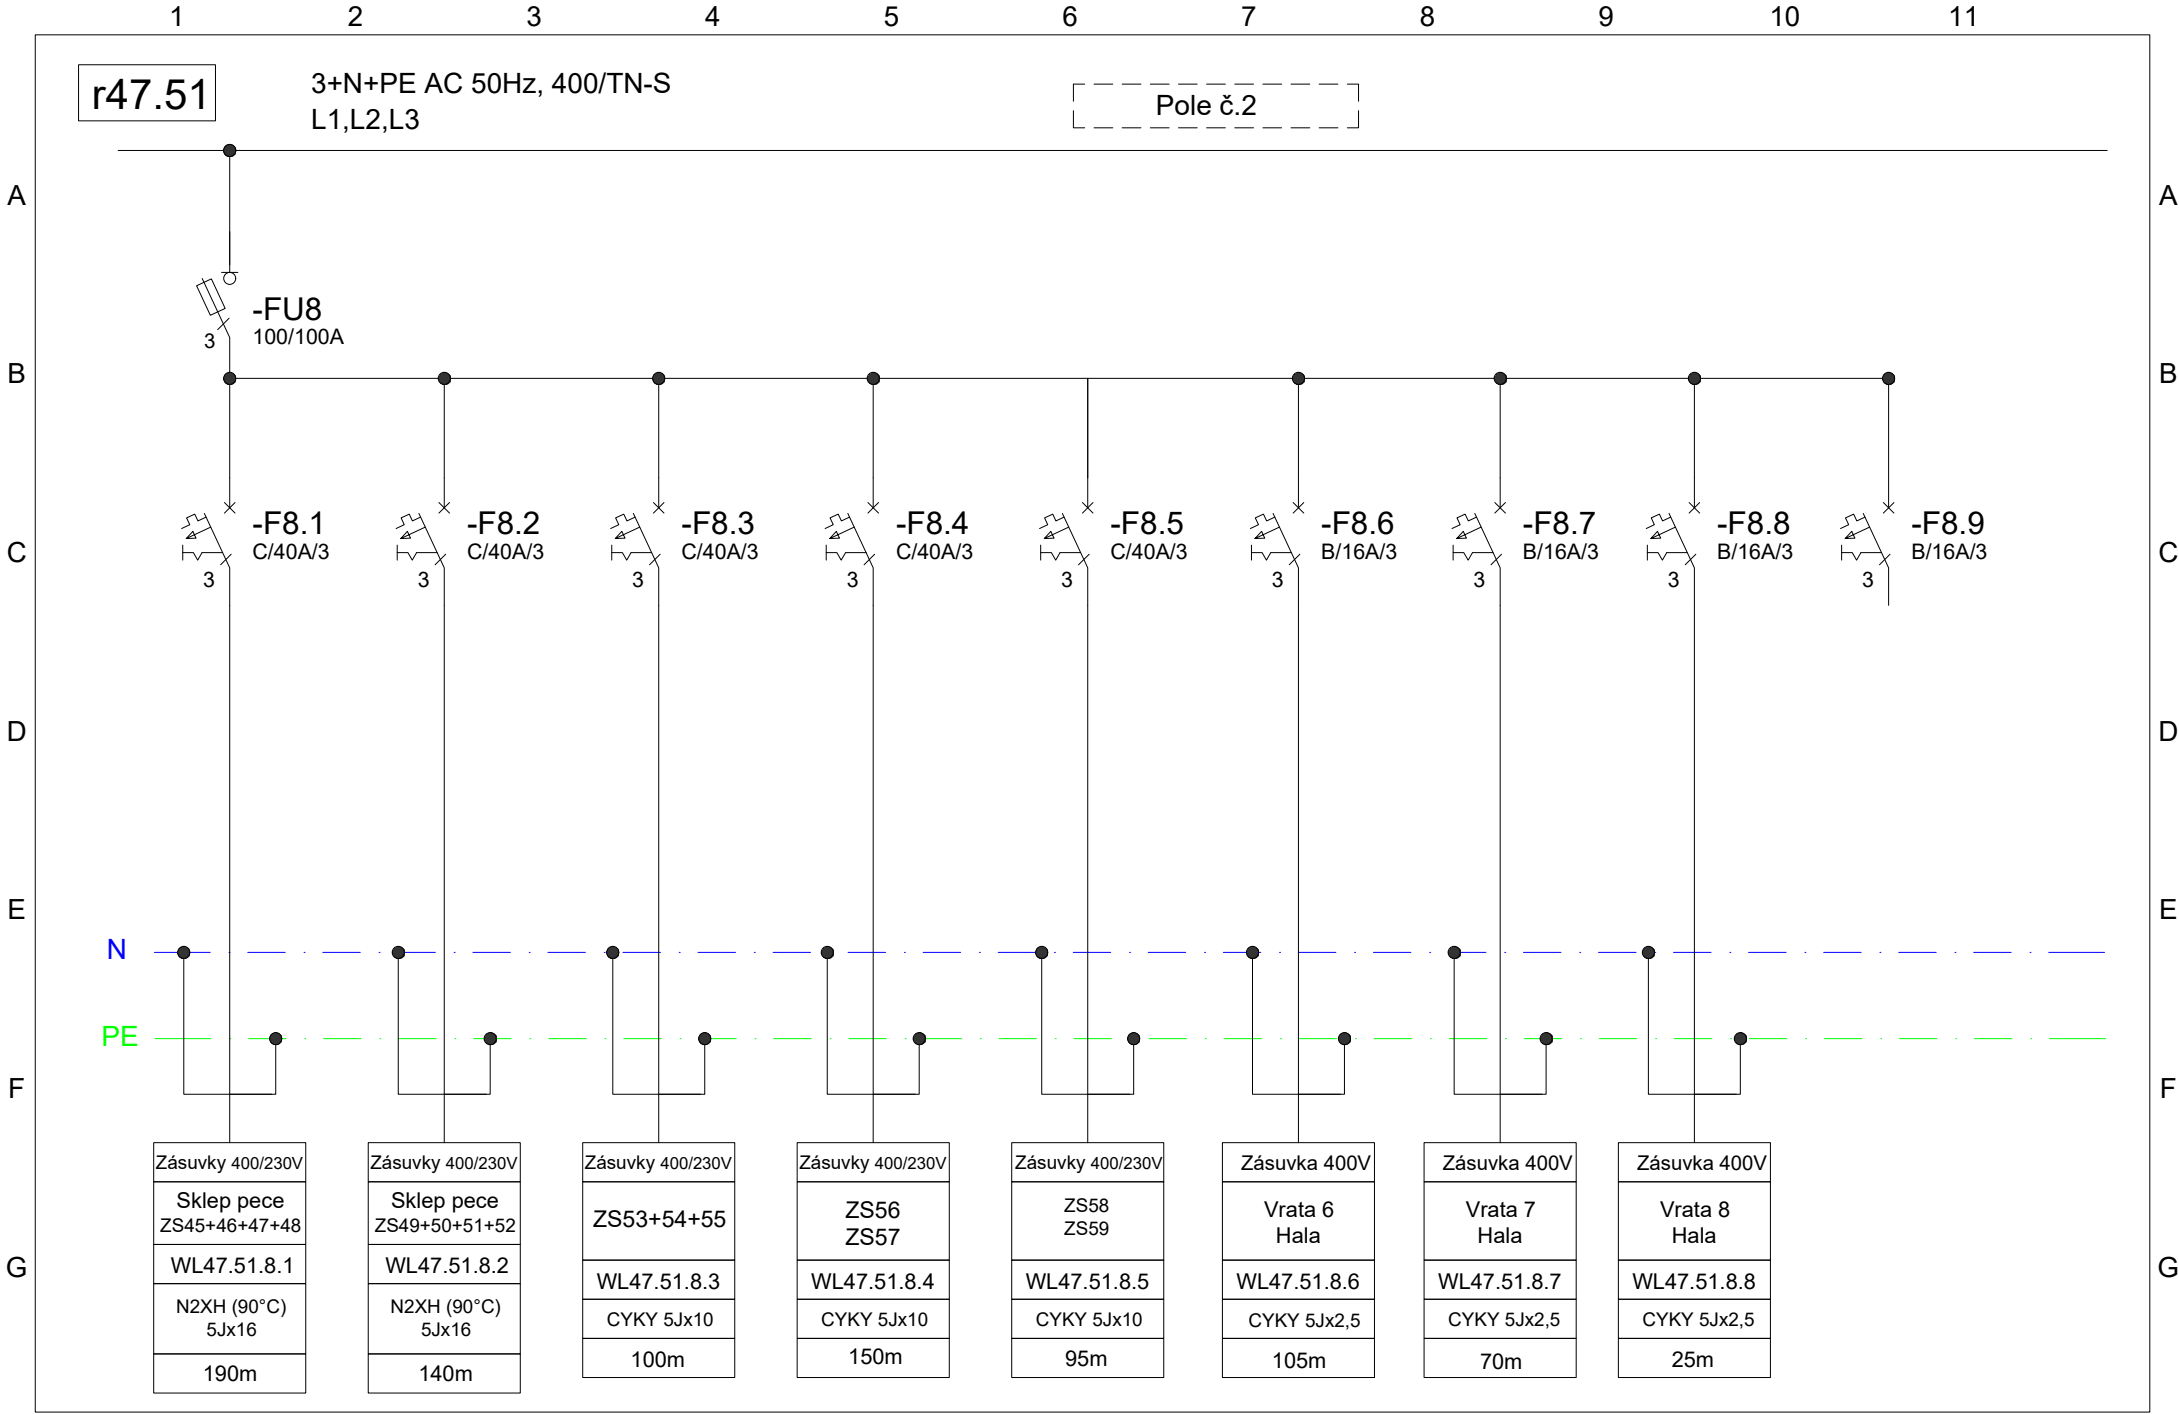 1 2 3 4 5 6 7 8 9 10 11
r47.51
3+N+PE AC 50Hz, 400/TN-S
L1,L2,L3
Pole č.2
A A
-FU8
100/100A
3
B B
-F8.1 -F8.2 -F8.3 -F8.4 -F8.5 -F8.6 -F8.7 -F8.8 -F8.9
C/40A/3 C/40A/3 C/40A/3 C/40A/3 C/40A/3 B/16A/3 B/16A/3 B/16A/3 B/16A/3
C C
3 3 3 3 3 3 3 3 3
D D
E E
N
PE
F F
G G
Zásuvky 400/230V
Sklep pece
ZS45+46+47+48
WL47.51.8.1
N2XH (90°C)
5Jx16
190m
Zásuvky 400/230V
Sklep pece
ZS49+50+51+52
WL47.51.8.2
N2XH (90°C)
5Jx16
140m
Zásuvky 400/230V
ZS53+54+55
WL47.51.8.3
CYKY 5Jx10
100m
Zásuvky 400/230V
ZS56
ZS57
WL47.51.8.4
CYKY 5Jx10
150m
Zásuvky 400/230V
ZS58
ZS59
WL47.51.8.5
CYKY 5Jx10
95m
Zásuvka 400V
Vrata 6
Hala
WL47.51.8.6
CYKY 5Jx2,5
105m
Zásuvka 400V
Vrata 7
Hala
WL47.51.8.7
CYKY 5Jx2,5
70m
Zásuvka 400V
Vrata 8
Hala
WL47.51.8.8
CYKY 5Jx2,5
25m